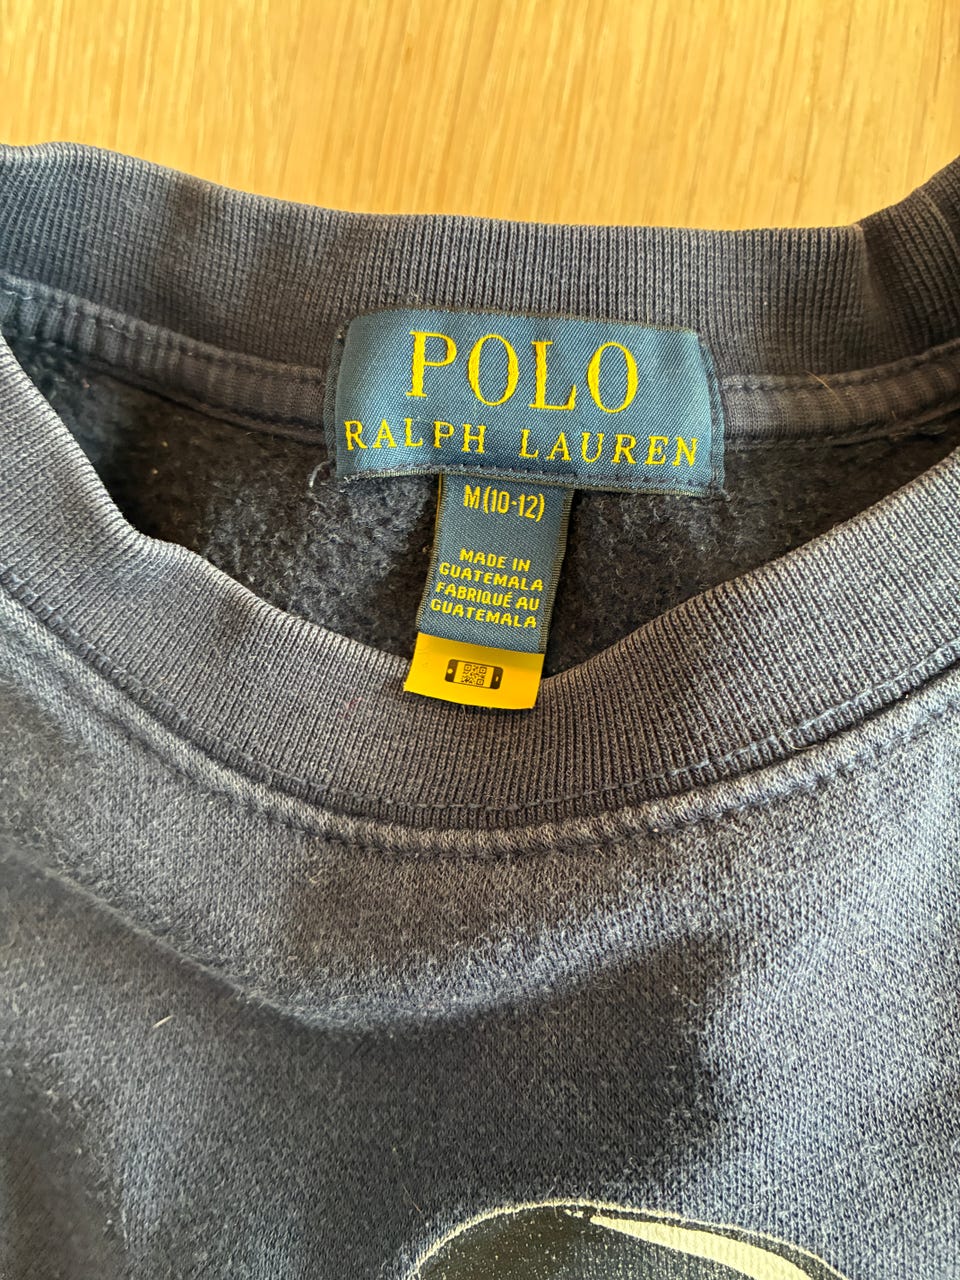 POLO
RALPH LAUREN
M(10-12)
MADE IN
GUATEMALA
FABRIQUÉ AU
GUATEMALA